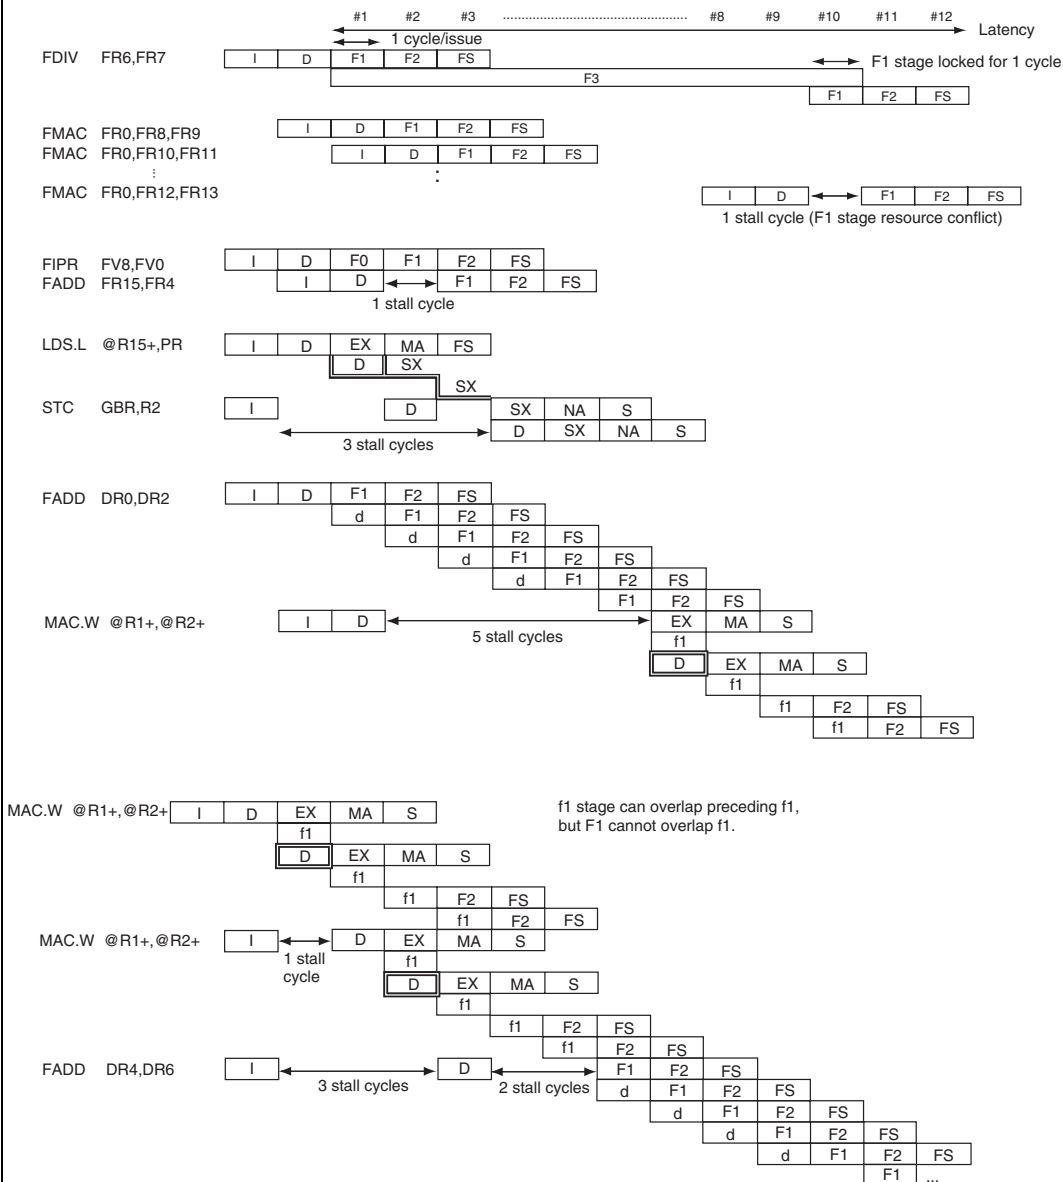 #1 #2 #3 ................................................ #8 #9 #10 #11 #12
Latency
1 cycle/issue
FDIV FR6,FR7 I D F1 F2 FS
F1 stage locked for 1 cycle
F3
F1 F2 FS
FMAC FR0,FR8,FR9 I D F1 F2 FS
FMAC FR0,FR10,FR11 I D F1 F2 FS
⋮ :
FMAC FR0,FR12,FR13 I D F1 F2 FS
1 stall cycle (F1 stage resource conflict)
FIPR FV8,FV0 I D F0 F1 F2 FS
FADD FR15,FR4 I D F1 F2 FS
1 stall cycle
LDS.L @R15+,PR I D EX MA FS
D SX
SX
STC GBR,R2 I D SX NA S
D SX NA S
3 stall cycles
FADD DR0,DR2 I D F1 F2 FS
d F1 F2 FS
d F1 F2 FS
d F1 F2 FS
d F1 F2 FS
F1 F2 FS
MAC.W @R1+,@R2+ I D EX MA S
5 stall cycles
f1
D EX MA S
f1
f1 F2 FS
f1 F2 FS
MAC.W @R1+,@R2+ I D EX MA S
f1 stage can overlap preceding f1,
but F1 cannot overlap f1.
f1
D EX MA S
f1
f1 F2 FS
f1 F2 FS
MAC.W @R1+,@R2+ I D EX MA S
1 stall
cycle
f1
D EX MA S
f1
f1 F2 FS
f1 F2 FS
FADD DR4,DR6 I D F1 F2 FS
3 stall cycles 2 stall cycles
d F1 F2 FS
d F1 F2 FS
d F1 F2 FS
d F1 F2 FS
F1 ...